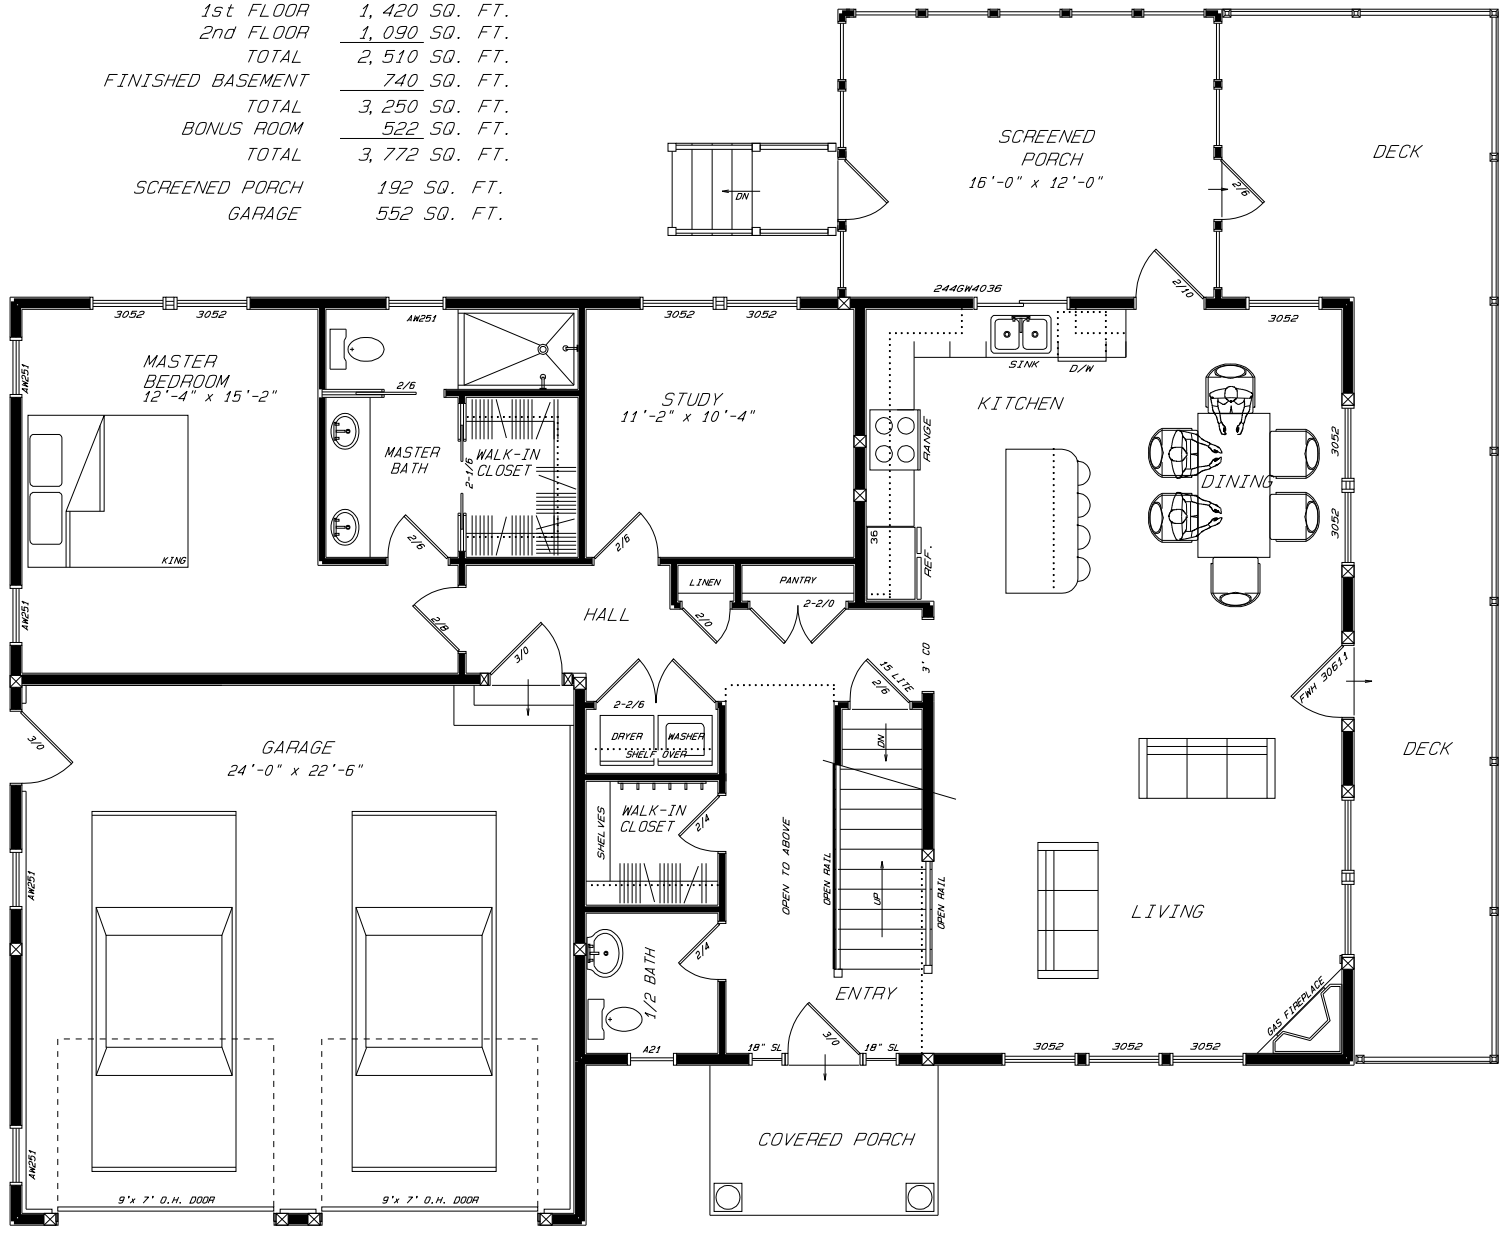 1st FLOOR 1,420 SQ. FT.
2nd FLOOR 1,090 SQ. FT.
TOTAL 2,510 SQ. FT.
FINISHED BASEMENT 740 SQ. FT.
TOTAL 3,250 SQ. FT.
BONUS ROOM 522 SQ. FT.
TOTAL 3,772 SQ. FT.
SCREENED PORCH 192 SQ. FT.
GARAGE 552 SQ. FT.
SCREENED
PORCH
16'-0" x 12'-0"
DECK
DN
2/6
244GW4036
2/10
3052
3052
AW251
3052
3052
3052
AW251
MASTER
BEDROOM
12'-4" x 15'-2"
KING
AW251
2/6
MASTER
BATH
2-1/6
WALK-IN
CLOSET
2/6
STUDY
11'-2" x 10'-4"
2/6
SINK
D/W
KITCHEN
RANGE
36
REF.
DINING
3052
3052
LINEN
PANTRY
2/0
2-2/0
HALL
2/8
3/0
3' CO
15 LITE
2/6
FWH 30611
DECK
3/0
GARAGE
24'-0" x 22'-6"
2-2/6
DRYER
WASHER
SHELF OVER
DN
WALK-IN
CLOSET
SHELVES
2/4
OPEN TO ABOVE
OPEN RAIL
UP
OPEN RAIL
AW251
LIVING
1/2 BATH
2/4
ENTRY
GAS FIREPLACE
A21
18" SL
3/0
18" SL
3052
3052
3052
COVERED PORCH
AW251
9'x 7' O.H. DOOR
9'x 7' O.H. DOOR